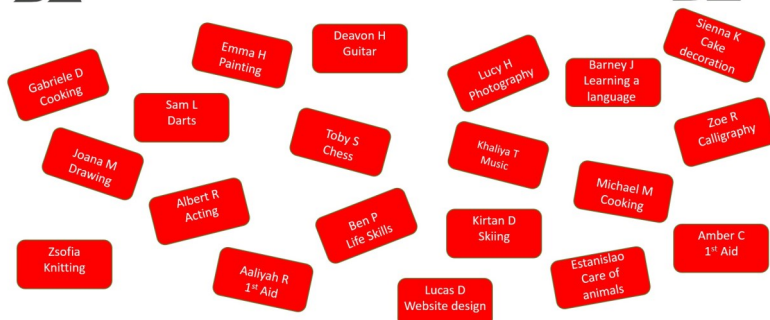 Gabriele D
Cooking
Emma H
Painting
Deavon H
Guitar
Lucy H
Photography
Barney J
Learning a
language
Sienna K
Cake
decoration
Sam L
Darts
Joana M
Drawing
Toby S
Chess
Khaliya T
Music
Zoe R
Calligraphy
Albert R
Acting
Michael M
Cooking
Ben P
Life Skills
Kirtan D
Skiing
Amber C
1st Aid
Zsofia
Knitting
Aaliyah R
1st Aid
Lucas D
Website design
Estanislao
Care of
animals